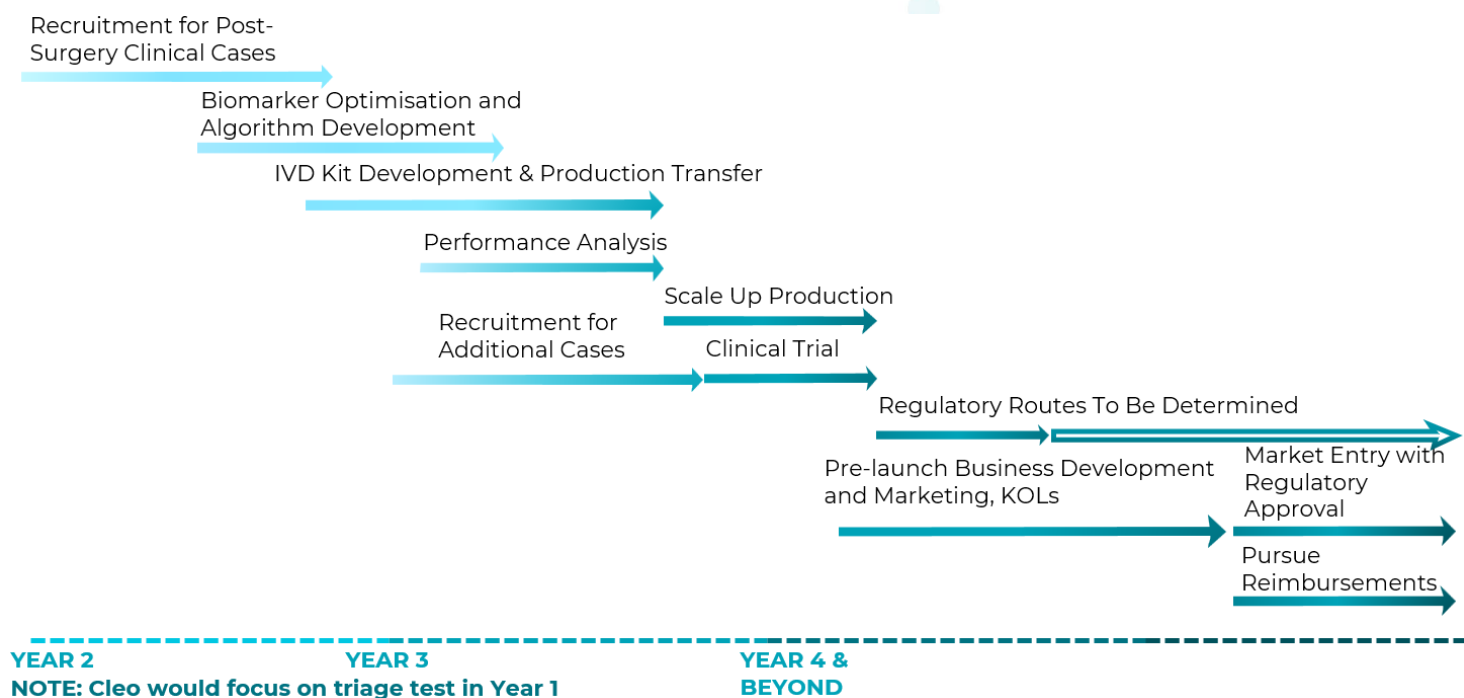 Recruitment for Post-
Surgery Clinical Cases
Biomarker Optimisation and
Algorithm Development
IVD Kit Development & Production Transfer
Performance Analysis
Scale Up Production
Recruitment for
Additional Cases
Clinical Trial
Regulatory Routes To Be Determined
Pre-launch Business Development
and Marketing, KOLs
Market Entry with
Regulatory
Approval
Pursue
Reimbursements
YEAR 2
YEAR 3
YEAR 4 &
BEYOND
NOTE: Cleo would focus on triage test in Year 1